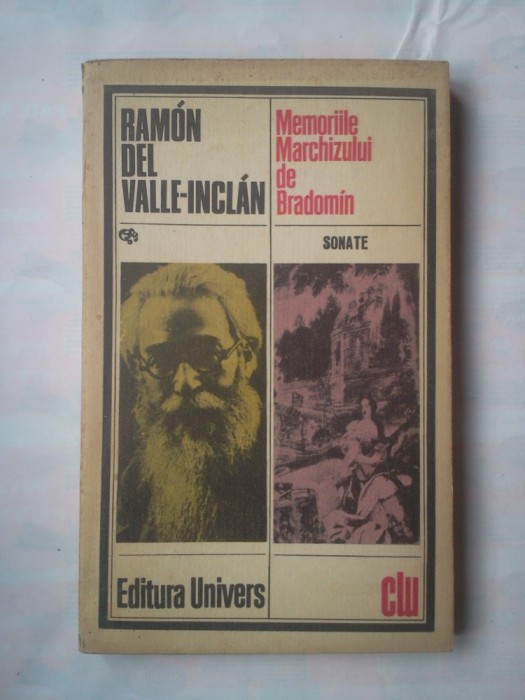 RAMÓN
DEL
VALLE-INCLÁN
Memoriile
Marchizului
de
Bradomín
SONATE
Editura Univers
clu